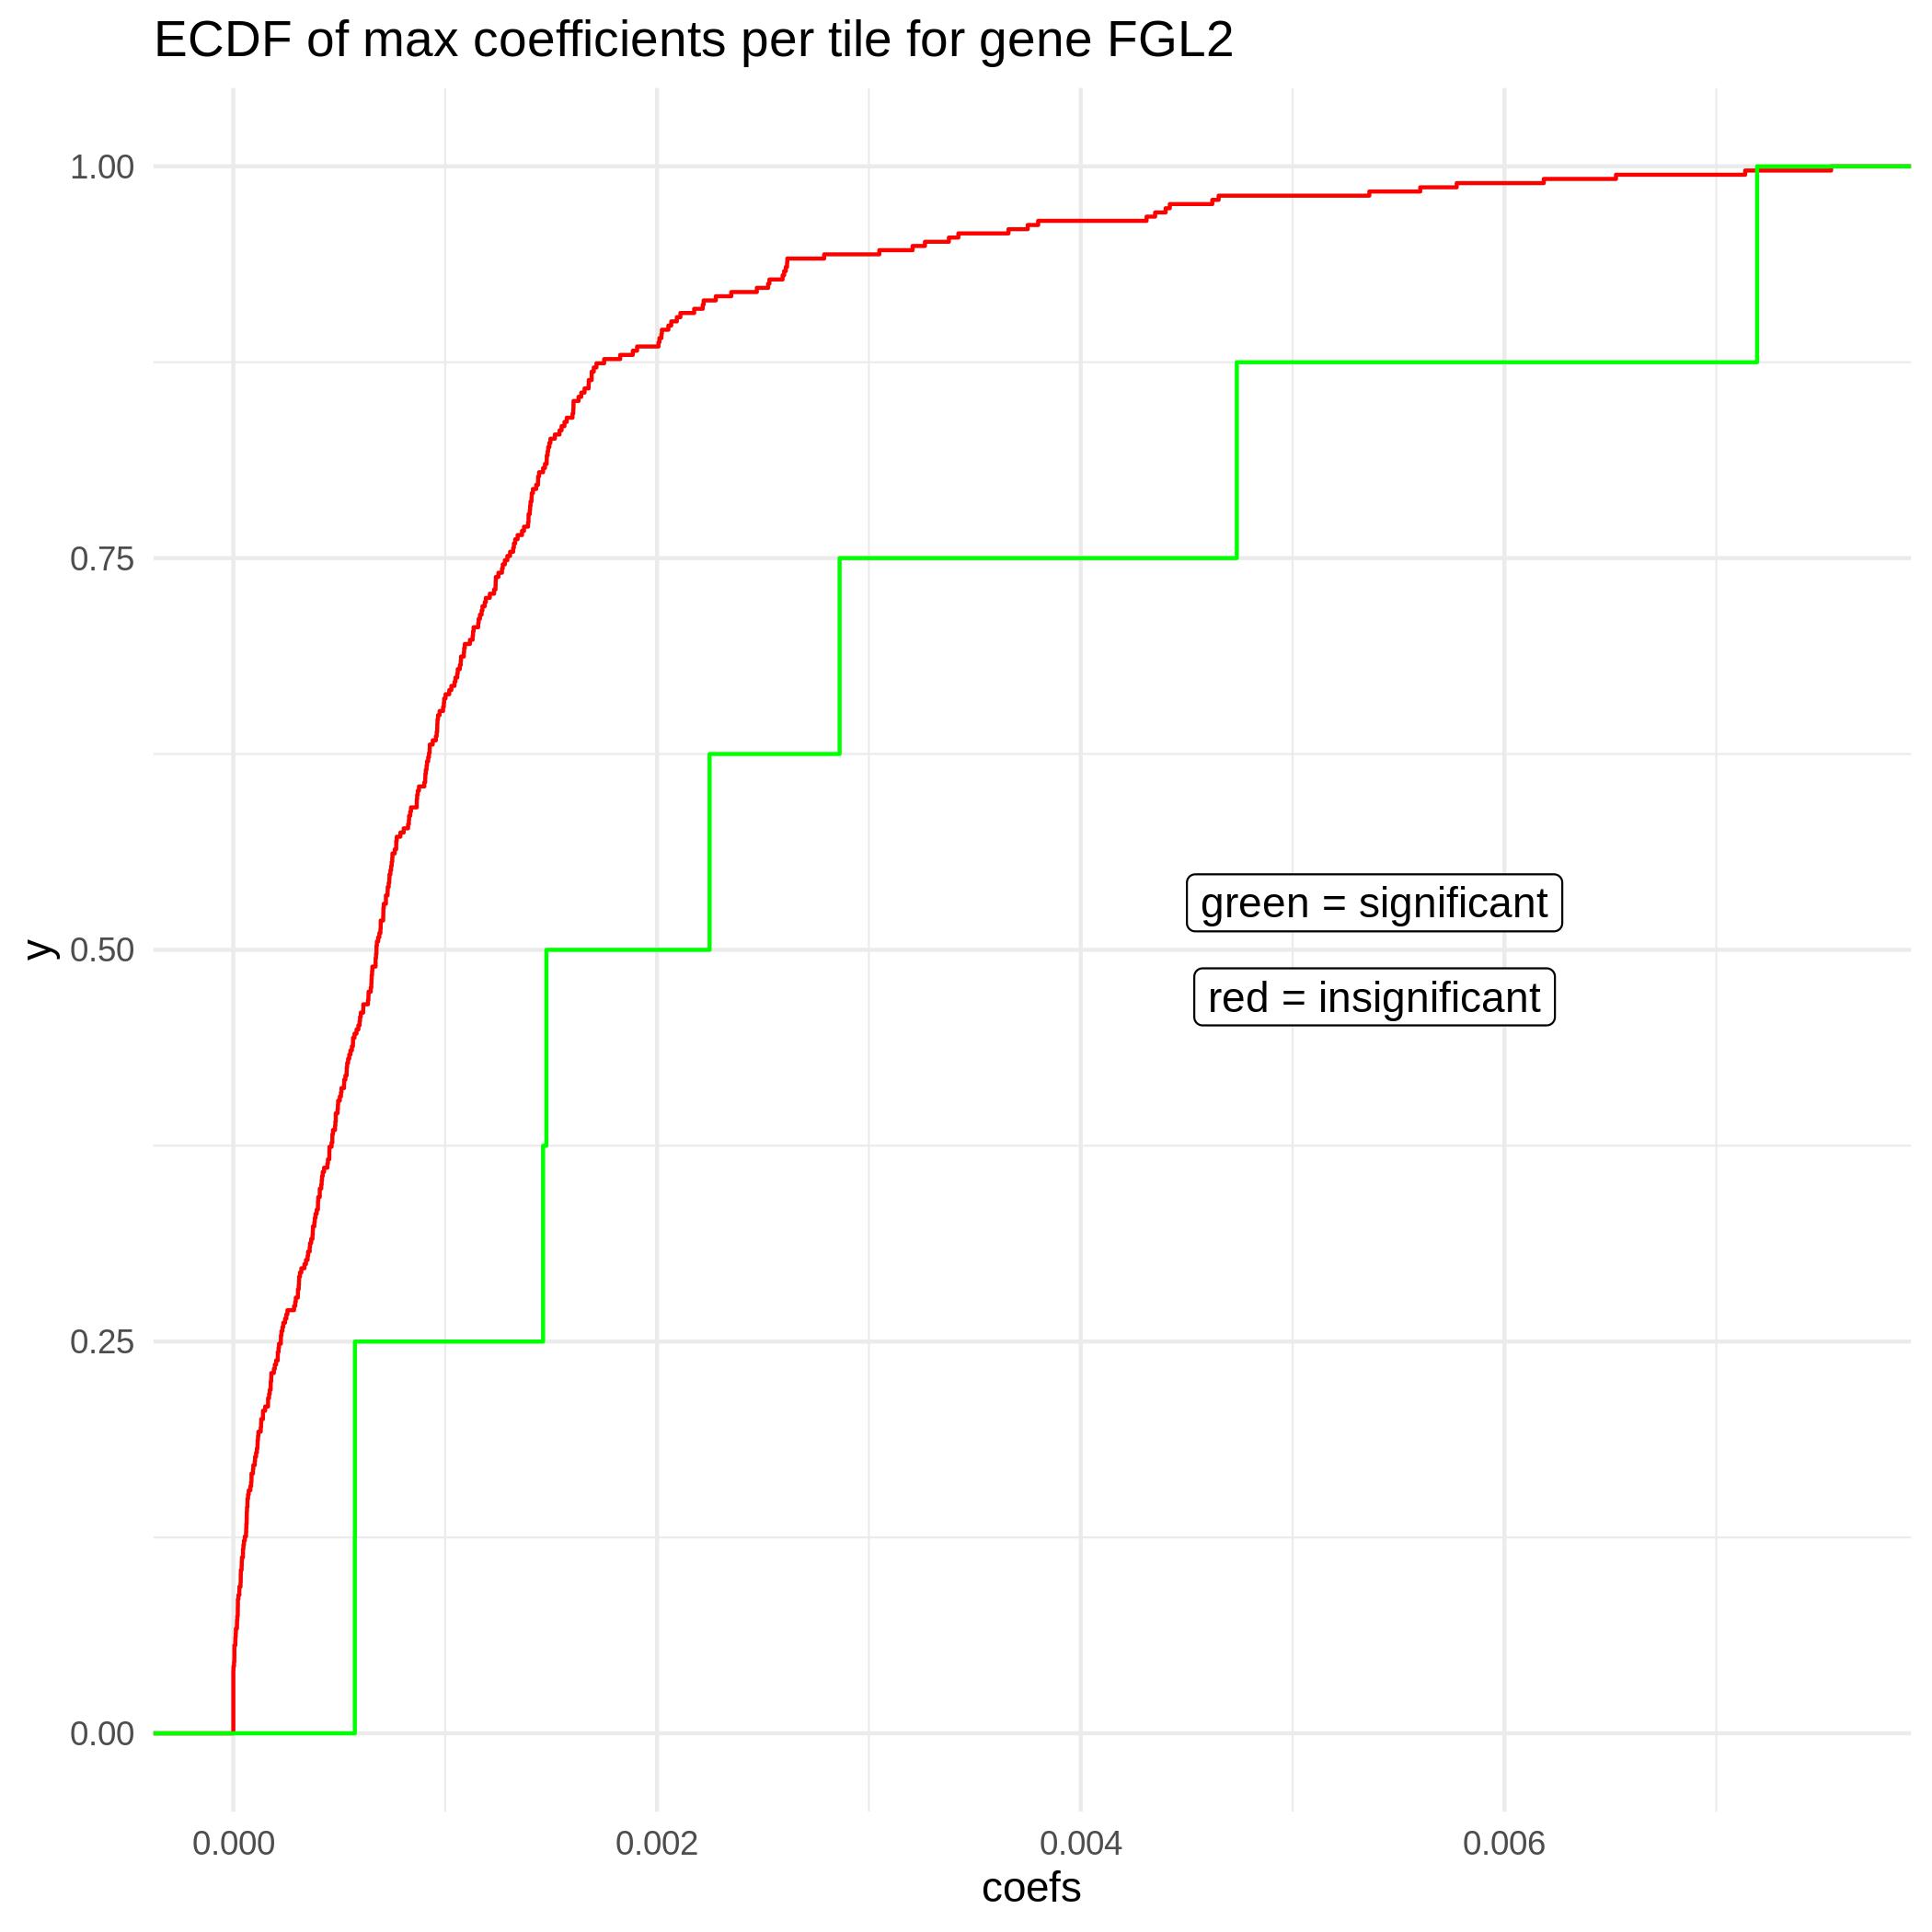 ECDF of max coefficients per tile for gene FGL2
1.00
0.75
0.50
0.25
0.00
y
green = significant
red = insignificant
0.000 0.002 0.004 0.006
coefs